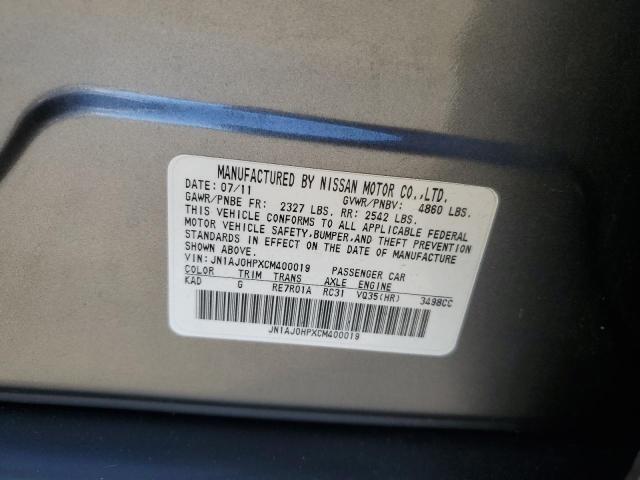 MANUFACTURED BY NISSAN MOTOR CO.,LTD.
DATE: 07/11 GVWR/PNBV: 4860 LBS.
GAWR/PNBE FR: 2327 LBS. RR: 2542 LBS.
THIS VEHICLE CONFORMS TO ALL APPLICABLE FEDERAL
MOTOR VEHICLE SAFETY,BUMPER,AND THEFT PREVENTION
STANDARDS IN EFFECT ON THE DATE OF MANUFACTURE
SHOWN ABOVE.
VIN: JN1AJ0HPXCM400019 PASSENGER CAR
COLOR TRIM TRANS AXLE ENGINE
KAD G RE7R01A RC31 VQ35(HR) 3498CC
JN1AJ0HPXCM400019